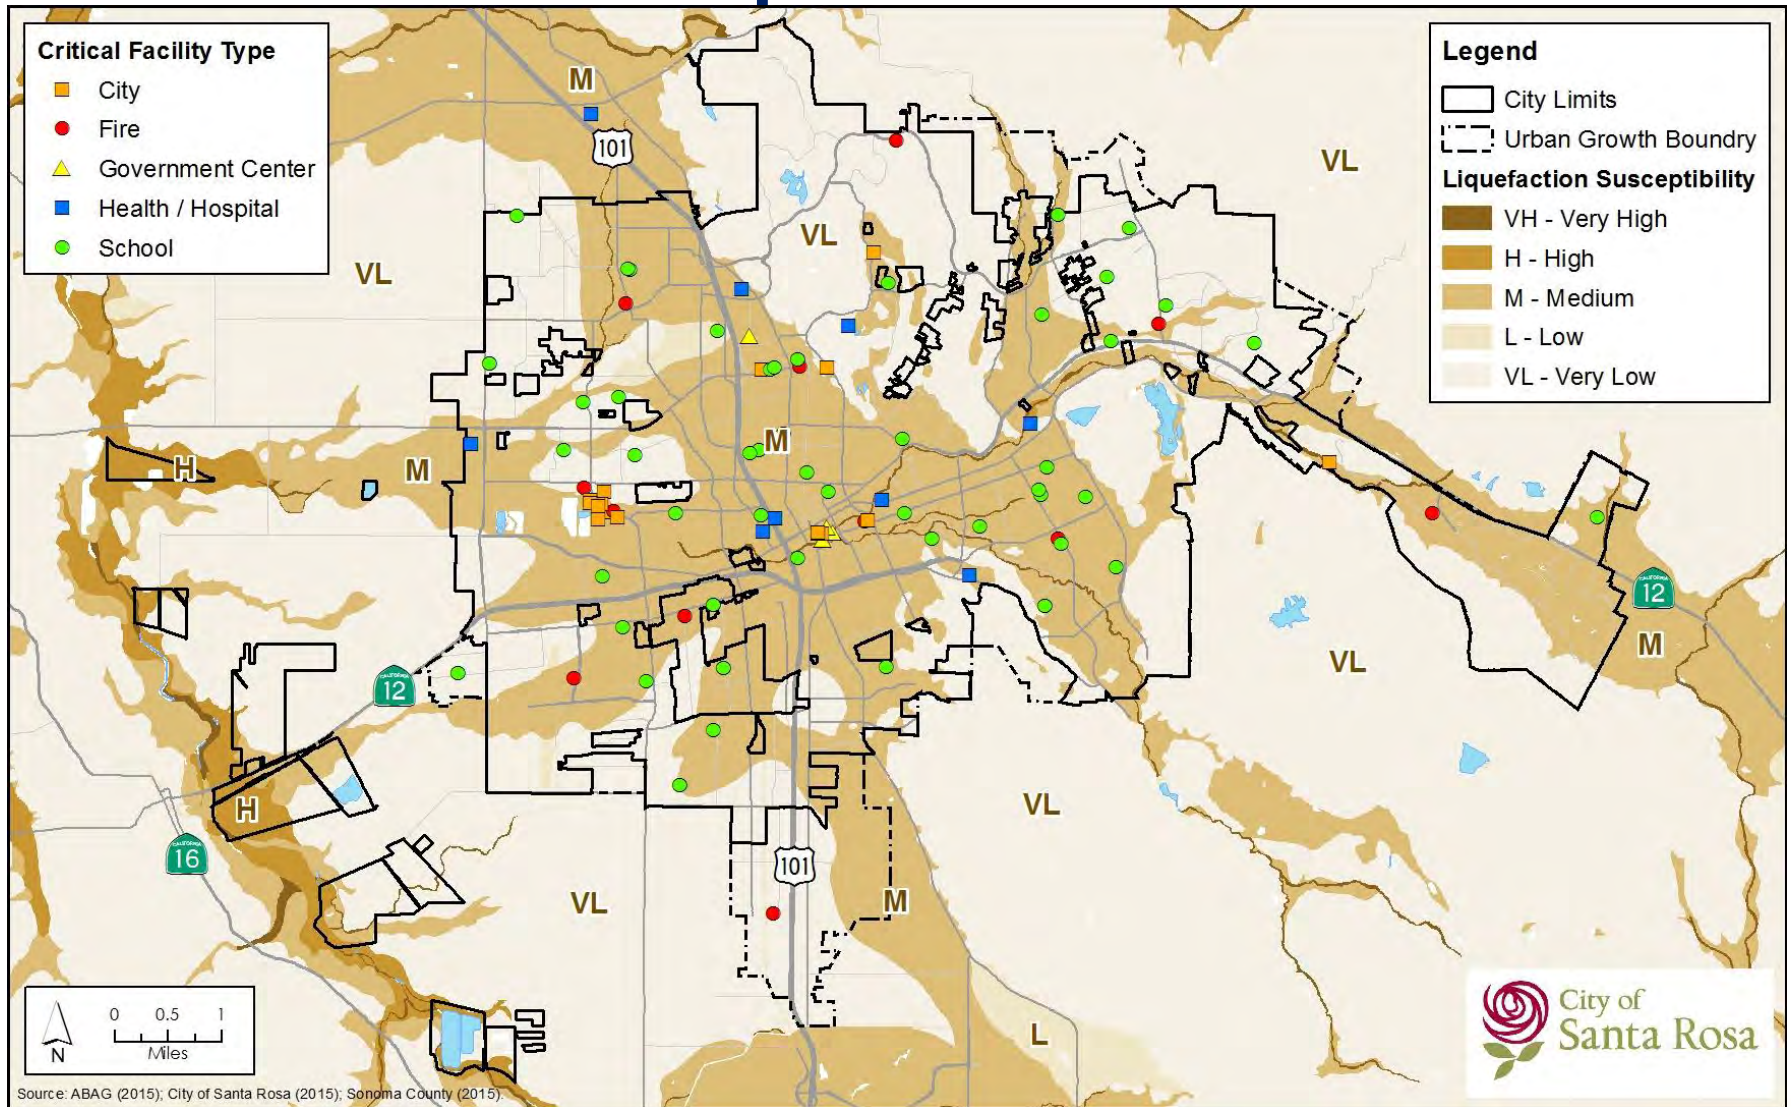 Critical Facility Type
City
Fire
Government Center
Health / Hospital
School
Legend
City Limits
Urban Growth Boundry
Liquefaction Susceptibility
VH - Very High
H - High
M - Medium
L - Low
VL - Very Low
M
101
VL
VL
VL
M
H
M
12
M
VL
12
H
VL
16
101
VL
M
L
N
0 0.5 1
Miles
City of
Santa Rosa
Source: ABAG (2015); City of Santa Rosa (2015); Sonoma County (2015).